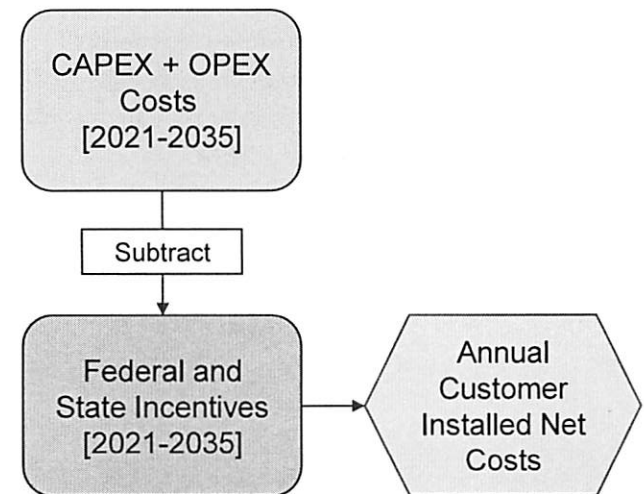 CAPEX + OPEX
Costs
[2021-2035]
Subtract
Federal and
State Incentives
[2021-2035]
Annual
Customer
Installed Net
Costs